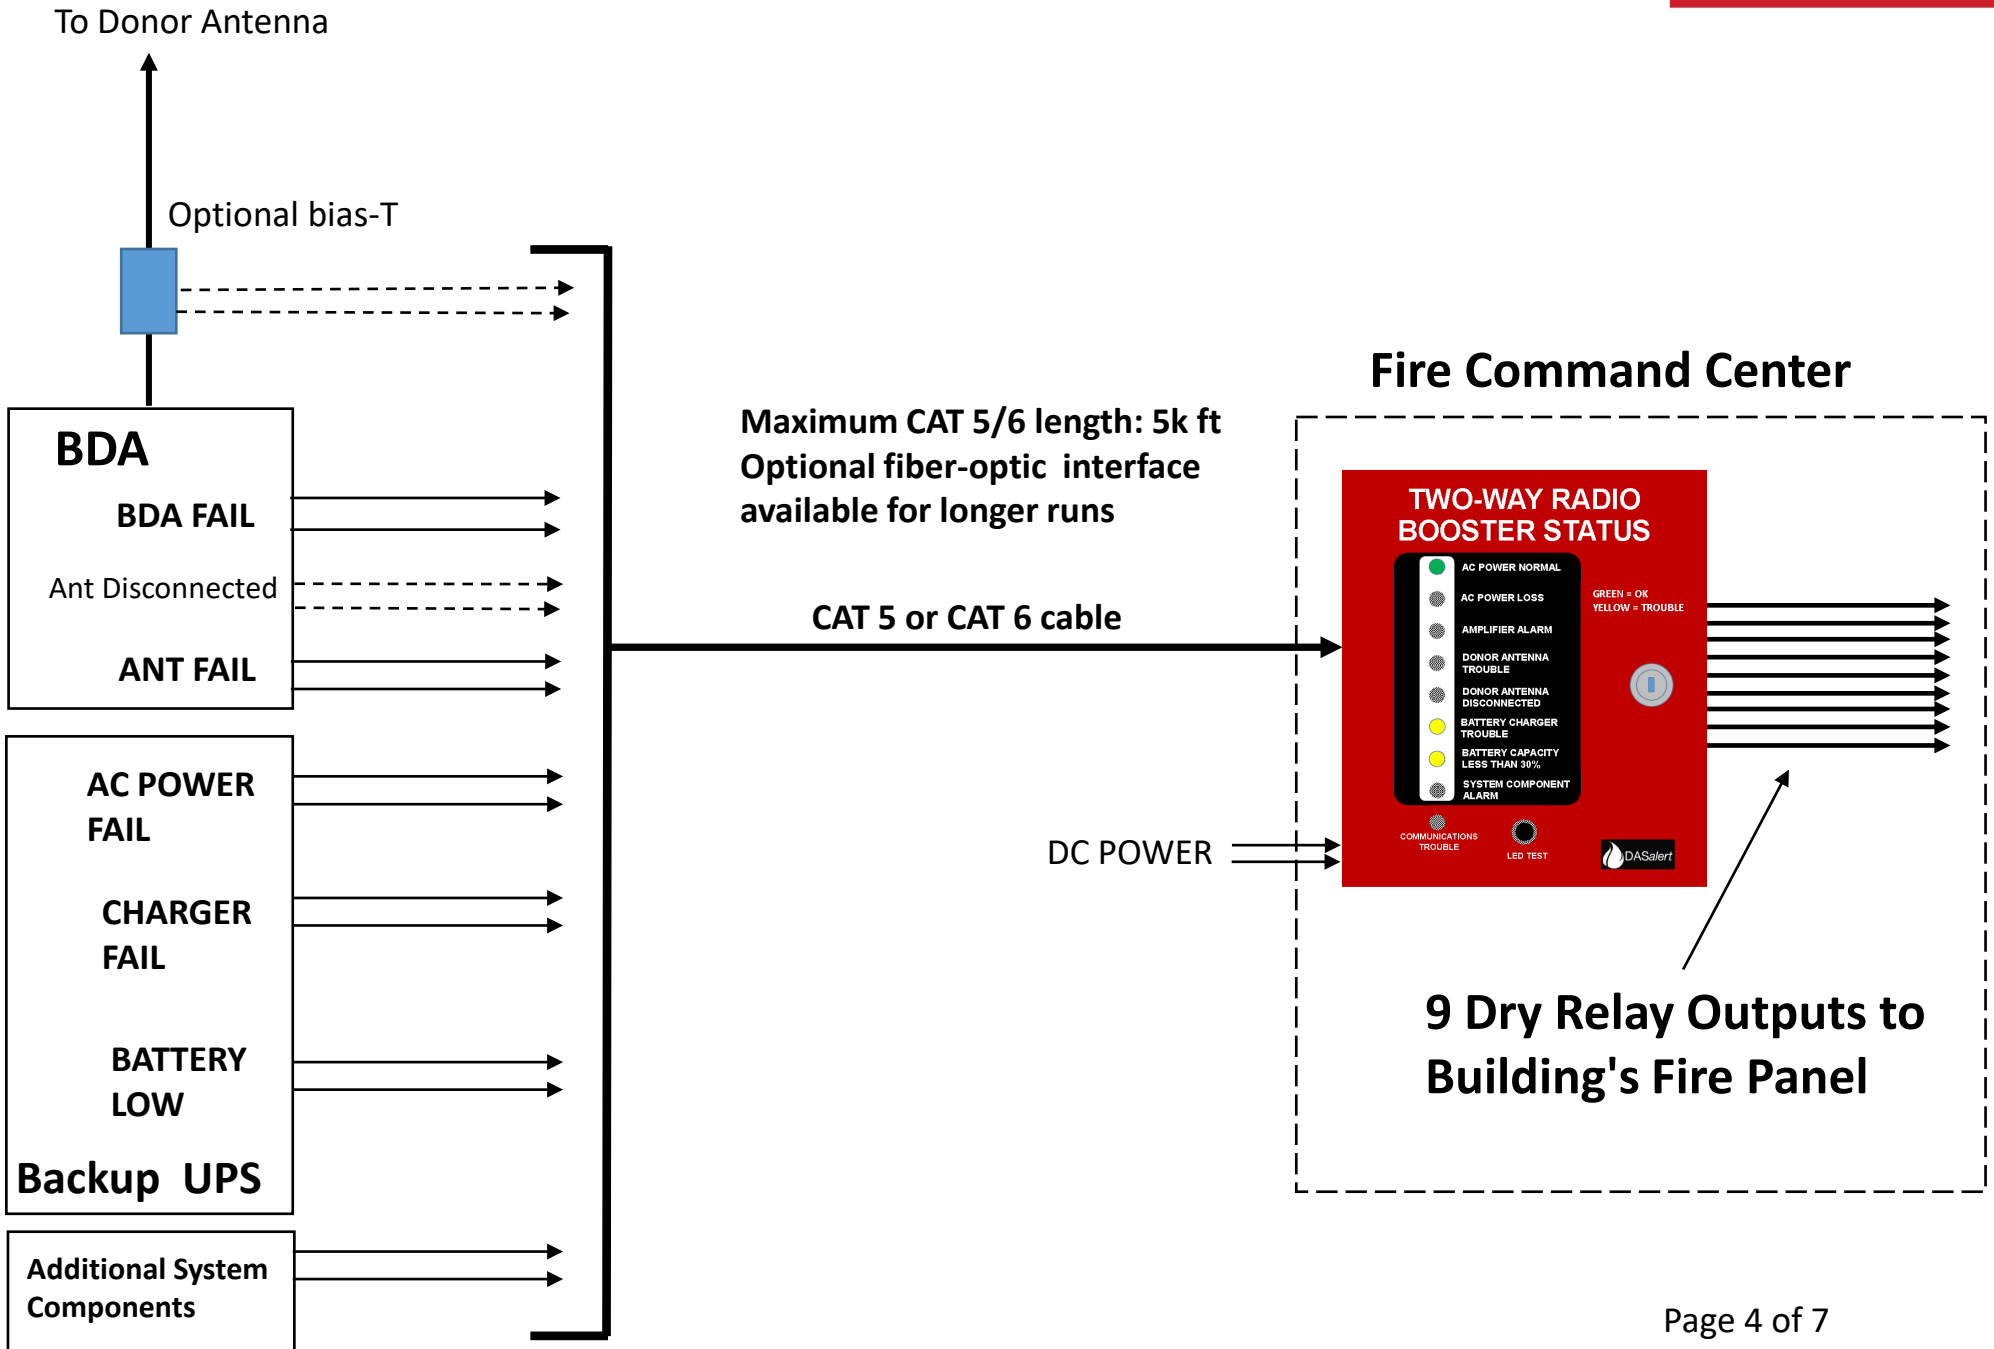 To Donor Antenna
Optional bias-T
BDA
BDA FAIL
Ant Disconnected
ANT FAIL
AC POWER
FAIL
CHARGER
FAIL
BATTERY
LOW
Backup UPS
Additional System
Components
Maximum CAT 5/6 length: 5k ft
Optional fiber-optic interface
available for longer runs
CAT 5 or CAT 6 cable
DC POWER
Fire Command Center
TWO-WAY RADIO
BOOSTER STATUS
AC POWER NORMAL
AC POWER LOSS
AMPLIFIER ALARM
DONOR ANTENNA
TROUBLE
DONOR ANTENNA
DISCONNECTED
BATTERY CHARGER
TROUBLE
BATTERY CAPACITY
LESS THAN 30%
SYSTEM COMPONENT
ALARM
GREEN = OK
YELLOW = TROUBLE
COMMUNICATIONS
TROUBLE
LED TEST
DASalert
9 Dry Relay Outputs to
Building's Fire Panel
Page 4 of 7